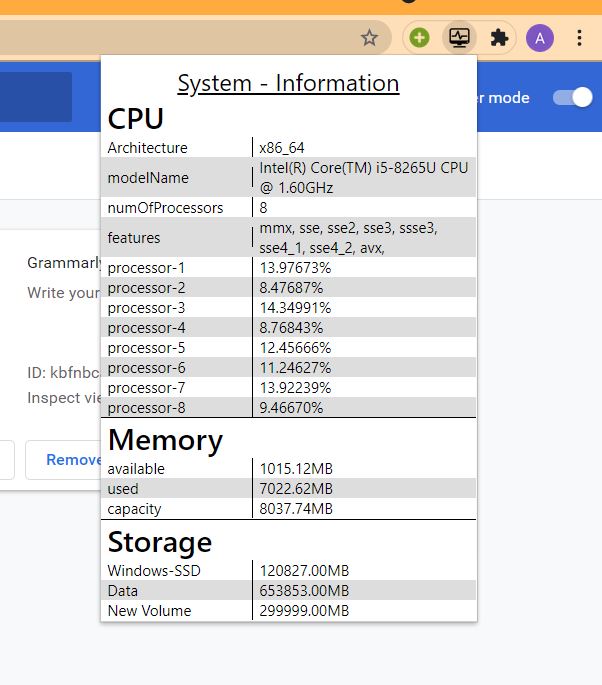 A
System - Information
er mode
CPU
Architecture x86_64
modelName Intel(R) Core(TM) i5-8265U CPU
@ 1.60GHz
numOfProcessors 8
features mmx, sse, sse2, sse3, ssse3,
sse4_1, sse4_2, avx,
processor-1 13.97673%
processor-2 8.47687%
processor-3 14.34991%
processor-4 8.76843%
processor-5 12.45666%
processor-6 11.24627%
processor-7 13.92239%
processor-8 9.46670%
Memory
available 1015.12MB
used 7022.62MB
capacity 8037.74MB
Storage
Windows-SSD 120827.00MB
Data 653853.00MB
New Volume 299999.00MB
Grammarly
Write your
ID: kbfnbc
Inspect vie
Remove